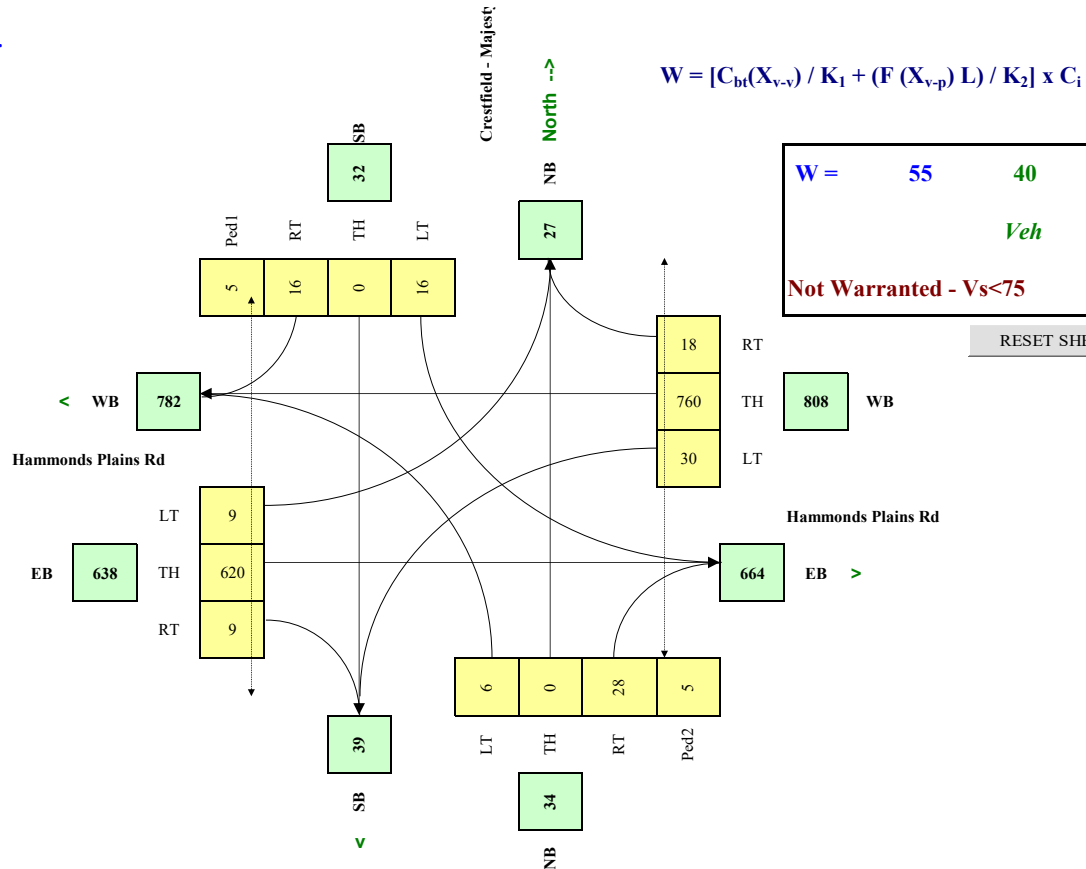 Crestfield - Majesty
North -->
W = [Cbt(Xv-v) / K1 + (F (Xv-p) L) / K2] x Ci
SB
32
NB
27
W = 55 40
Veh
Not Warranted - Vs<75
RESET SHE
Ped1 RT TH LT
5 16 0 16
18 RT
< WB 782
760 TH 808 WB
30 LT
Hammonds Plains Rd
LT 9
Hammonds Plains Rd
EB 638 TH 620
664 EB >
RT 9
6 0 28 5
LT TH RT Ped2
39
SB
v
34
NB